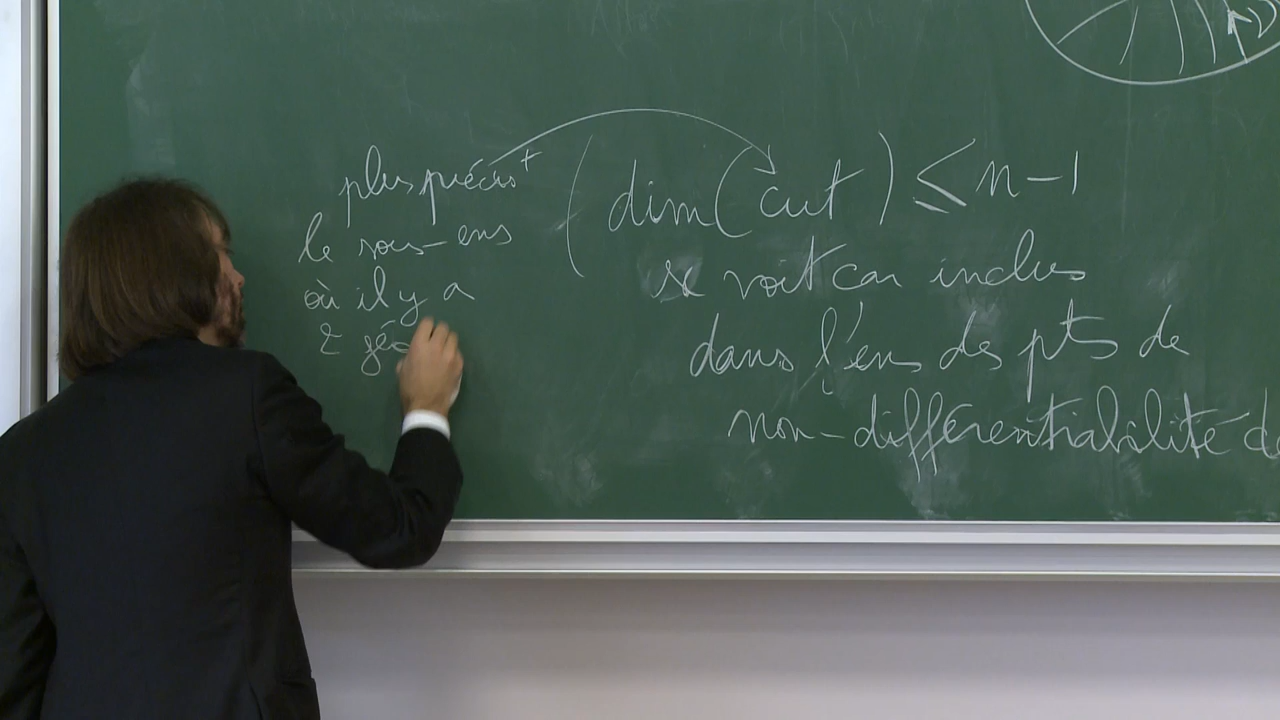 plus précis^t
le sous-ens
où il y a
2 géo
(dim(cut) ≤ n-1
se voit car inclus
dans l'ens des pts de
non-différentiabilité de